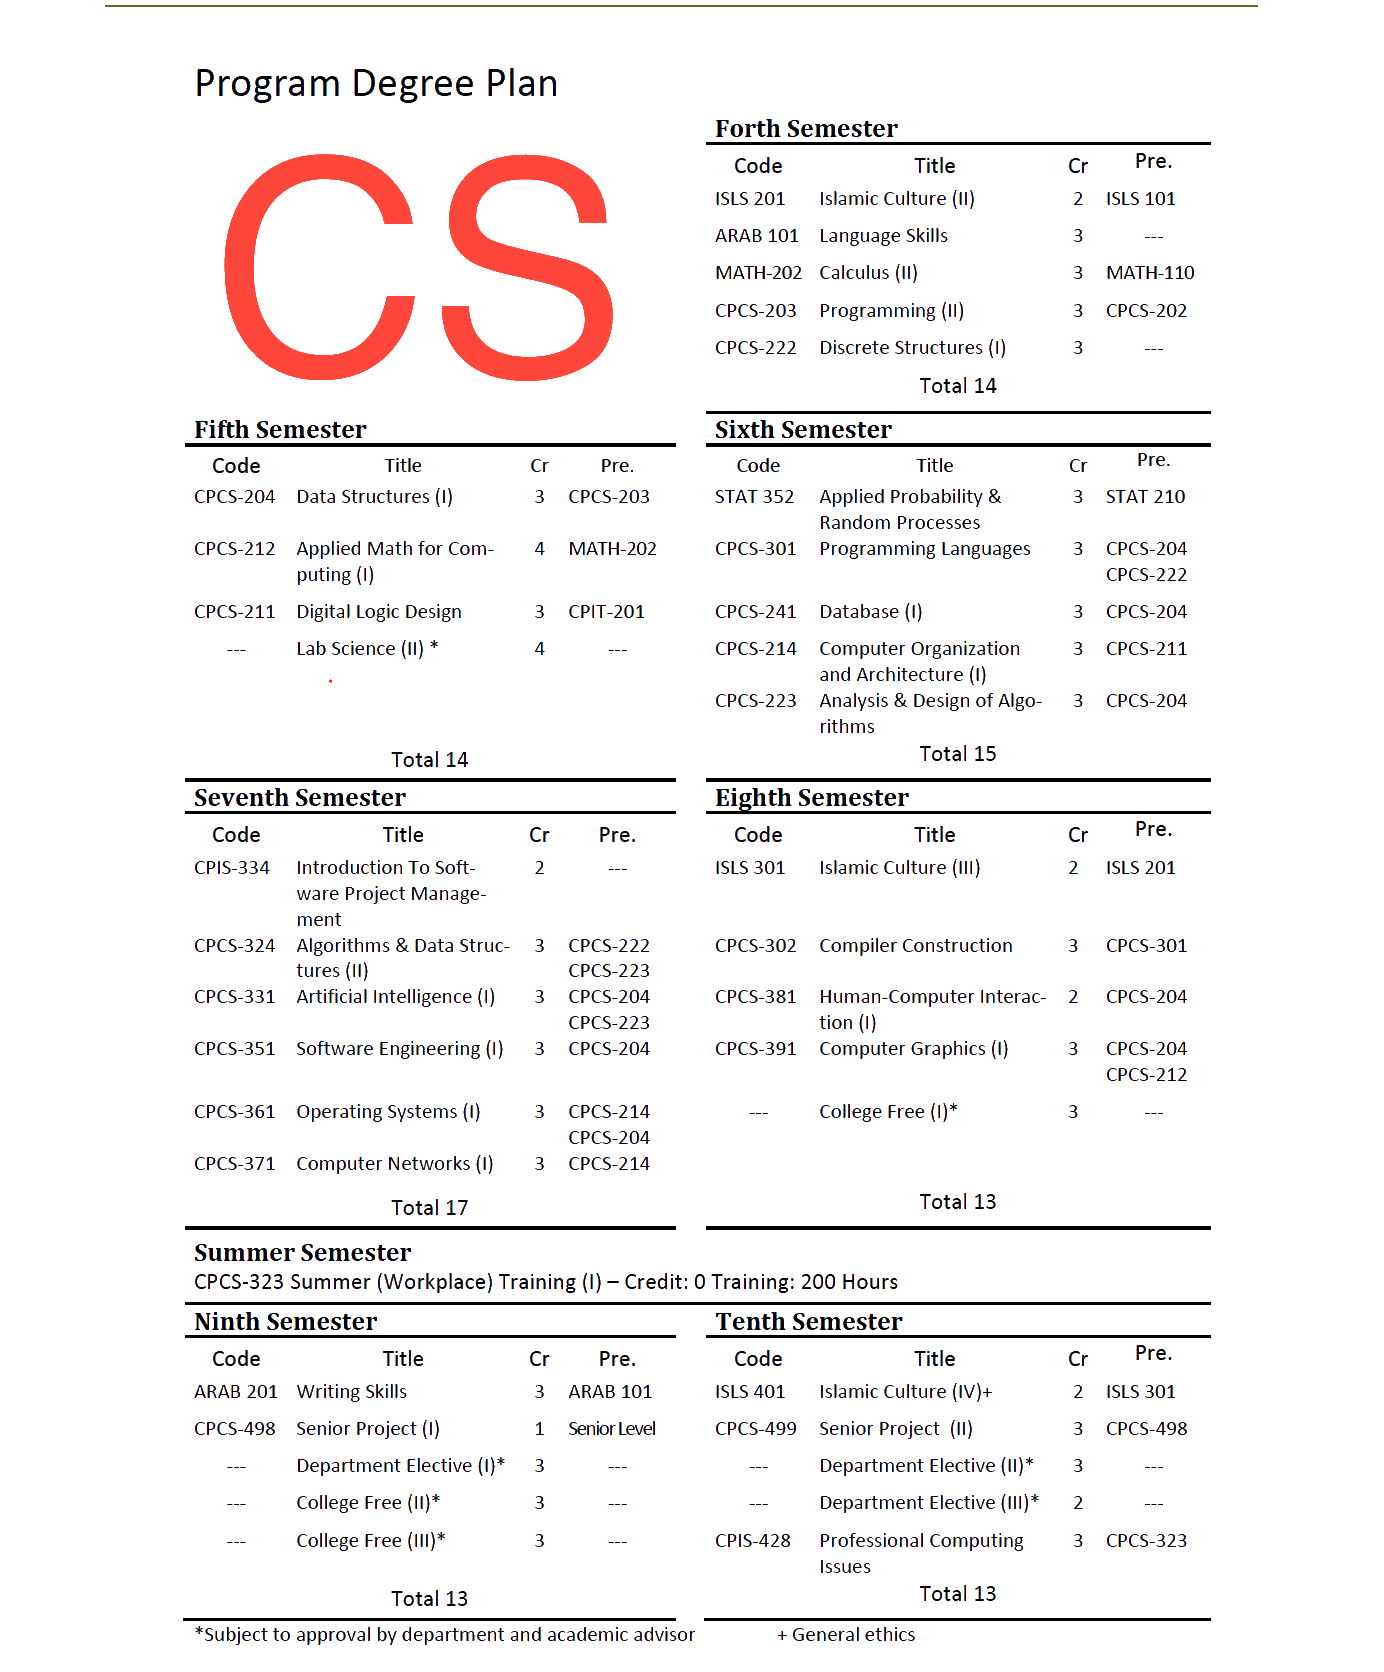 Program Degree Plan
CS
Forth Semester
Code Title Cr Pre.
ISLS 201 Islamic Culture (II) 2 ISLS 101
ARAB 101 Language Skills 3 ---
MATH-202 Calculus (II) 3 MATH-110
CPCS-203 Programming (II) 3 CPCS-202
CPCS-222 Discrete Structures (I) 3 ---
Total 14
Fifth Semester
Code Title Cr Pre.
CPCS-204 Data Structures (I) 3 CPCS-203
CPCS-212 Applied Math for Com- 4 MATH-202
puting (I)
CPCS-211 Digital Logic Design 3 CPIT-201
--- Lab Science (II) * 4 ---
Total 14
Sixth Semester
Code Title Cr Pre.
STAT 352 Applied Probability & 3 STAT 210
Random Processes
CPCS-301 Programming Languages 3 CPCS-204
CPCS-222
CPCS-241 Database (I) 3 CPCS-204
CPCS-214 Computer Organization 3 CPCS-211
and Architecture (I)
CPCS-223 Analysis & Design of Algo- 3 CPCS-204
rithms
Total 15
Seventh Semester
Code Title Cr Pre.
CPIS-334 Introduction To Soft- 2 ---
ware Project Manage-
ment
CPCS-324 Algorithms & Data Struc- 3 CPCS-222
tures (II) CPCS-223
CPCS-331 Artificial Intelligence (I) 3 CPCS-204
CPCS-223
CPCS-351 Software Engineering (I) 3 CPCS-204
CPCS-361 Operating Systems (I) 3 CPCS-214
CPCS-204
CPCS-371 Computer Networks (I) 3 CPCS-214
Total 17
Eighth Semester
Code Title Cr Pre.
ISLS 301 Islamic Culture (III) 2 ISLS 201
CPCS-302 Compiler Construction 3 CPCS-301
CPCS-381 Human-Computer Interac- 2 CPCS-204
tion (I)
CPCS-391 Computer Graphics (I) 3 CPCS-204
CPCS-212
--- College Free (I)* 3 ---
Total 13
Summer Semester
CPCS-323 Summer (Workplace) Training (I) – Credit: 0 Training: 200 Hours
Ninth Semester
Code Title Cr Pre.
ARAB 201 Writing Skills 3 ARAB 101
CPCS-498 Senior Project (I) 1 Senior Level
--- Department Elective (I)* 3 ---
--- College Free (II)* 3 ---
--- College Free (III)* 3 ---
Total 13
Tenth Semester
Code Title Cr Pre.
ISLS 401 Islamic Culture (IV)+ 2 ISLS 301
CPCS-499 Senior Project (II) 3 CPCS-498
--- Department Elective (II)* 3 ---
--- Department Elective (III)* 2 ---
CPIS-428 Professional Computing 3 CPCS-323
Issues
Total 13
*Subject to approval by department and academic advisor + General ethics